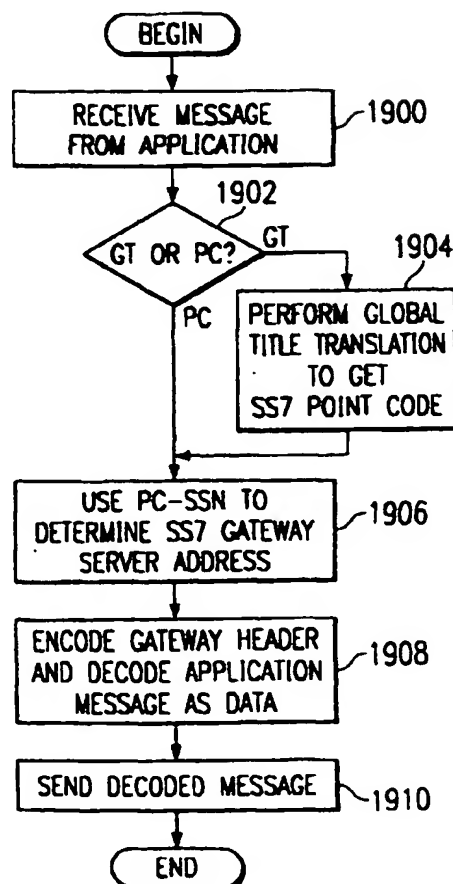 BEGIN
RECEIVE MESSAGE
FROM APPLICATION
1900
1902
GT OR PC?
GT
PC
1904
PERFORM GLOBAL
TITLE TRANSLATION
TO GET
SS7 POINT CODE
USE PC-SSN TO
DETERMINE SS7 GATEWAY
SERVER ADDRESS
1906
ENCODE GATEWAY HEADER
AND DECODE APPLICATION
MESSAGE AS DATA
1908
SEND DECODED MESSAGE
1910
END